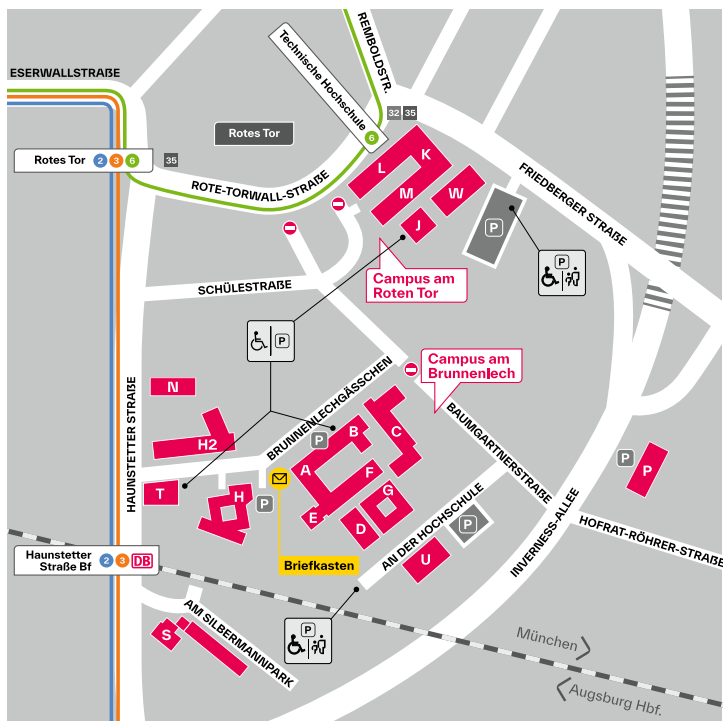 ESERWALLSTRAßE
REMBOLDSTR.
Technische Hochschule
6
32 35
Rotes Tor
Rotes Tor 2 3 6
35
ROTE-TORWALL-STRAßE
K
L
M
W
J
P
FRIEDBERGER STRAßE
P
Campus am
Roten Tor
SCHÜLESTRAßE
P
Campus am
Brunnenlech
HAUNSTETTER STRAßE
N
H2
BRUNNENLECHGÄSSCHEN
P
B
C
A
F
BAUMGARTNERSTRAßE
P
P
T
H
P
E
G
D
Briefkasten
AN DER HOCHSCHULE
P
U
INVERNESS-ALLEE
HOFRAT-RÖHRER-STRAßE
Haunstetter
Straße Bf 2 3 DB
AM SILBERMANNPARK
S
P
München
Augsburg Hbf.